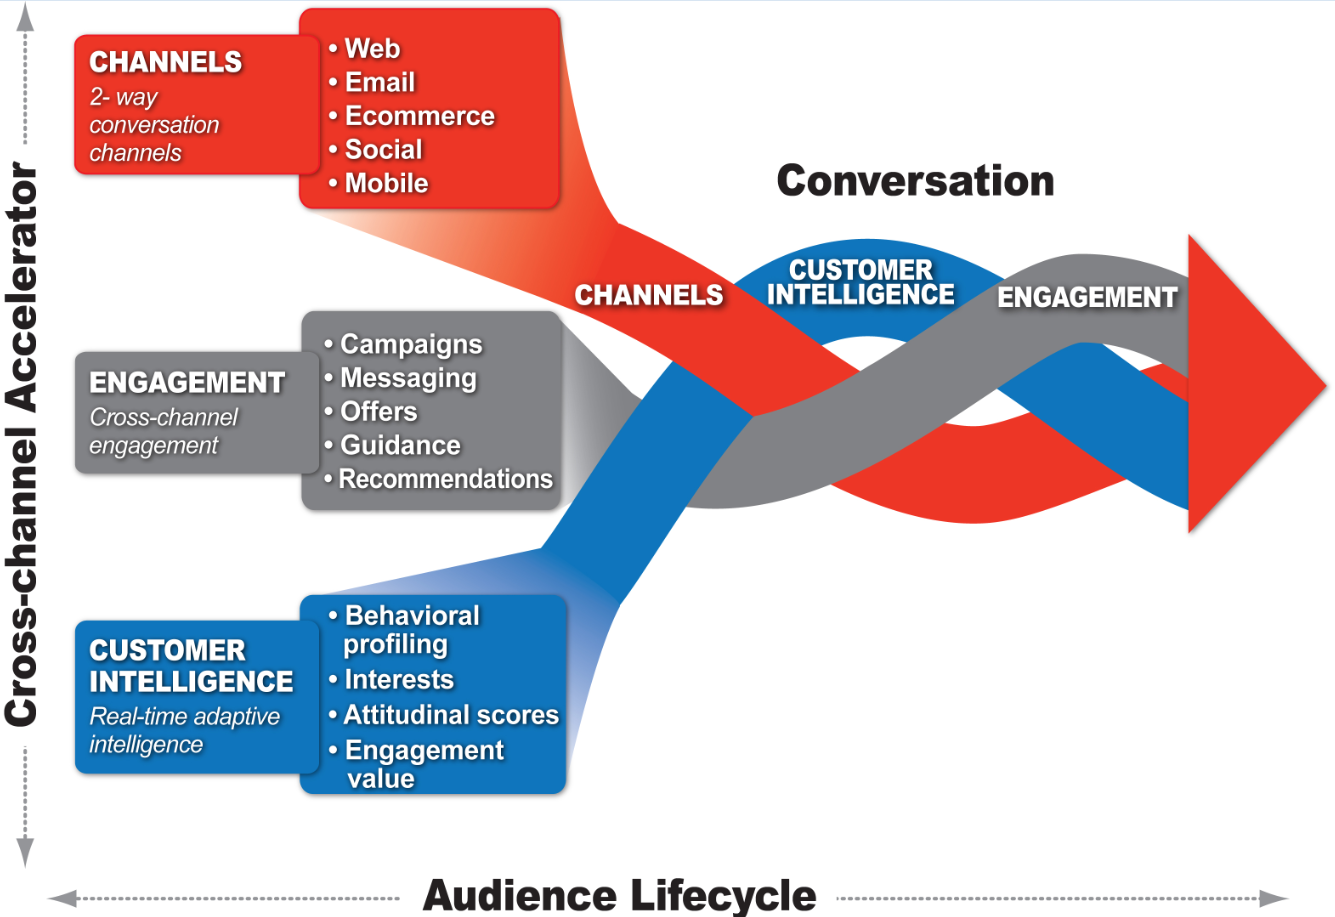 Cross-channel Accelerator
CHANNELS
2- way
conversation
channels
• Web
• Email
• Ecommerce
• Social
• Mobile
ENGAGEMENT
Cross-channel
engagement
• Campaigns
• Messaging
• Offers
• Guidance
• Recommendations
CUSTOMER
INTELLIGENCE
Real-time adaptive
intelligence
• Behavioral
profiling
• Interests
• Attitudinal scores
• Engagement
value
Conversation
CHANNELS
CUSTOMER
INTELLIGENCE
ENGAGEMENT
Audience Lifecycle